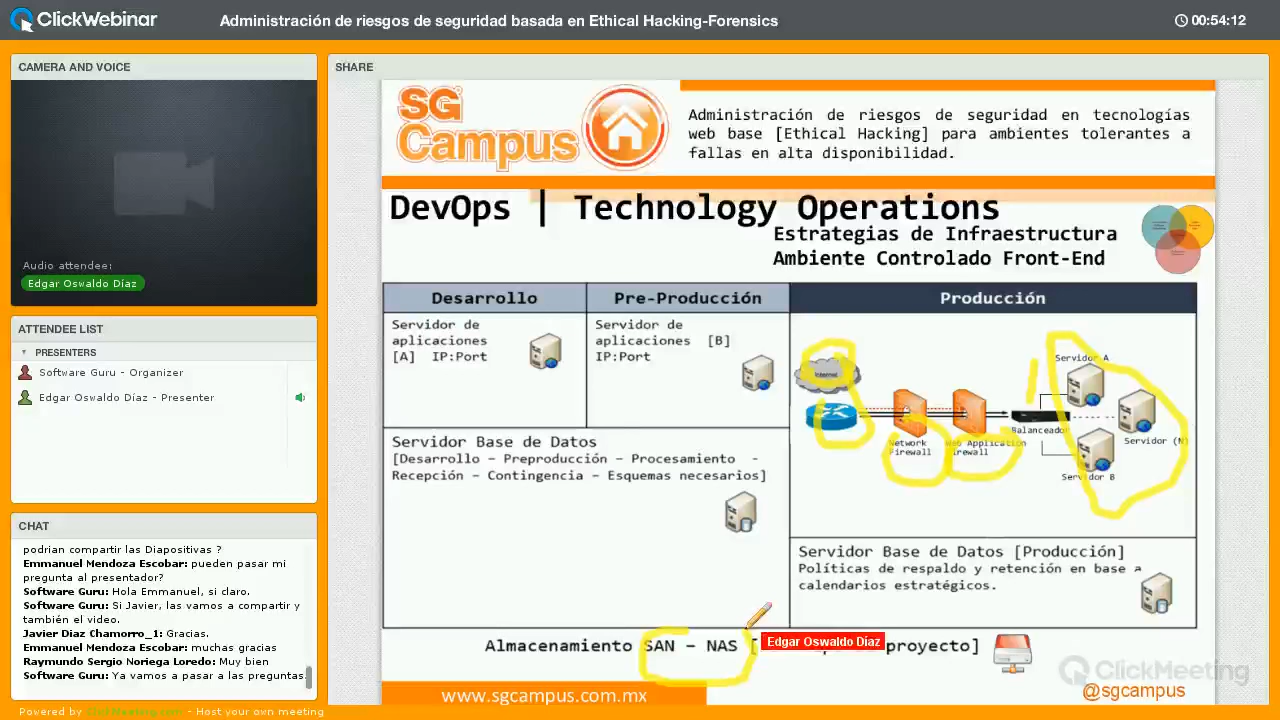 ClickWebinar
Administración de riesgos de seguridad basada en Ethical Hacking-Forensics
00:54:12
CAMERA AND VOICE
Audio attendee:
Edgar Oswaldo Díaz
ATTENDEE LIST
PRESENTERS
Software Guru - Organizer
Edgar Oswaldo Díaz - Presenter
CHAT
podrian compartir las Diapositivas ?
Emmanuel Mendoza Escobar: pueden pasar mi
pregunta al presentador?
Software Guru: Hola Emmanuel, si claro.
Software Guru: Si Javier, las vamos a compartir y
también el video.
Javier Diaz Chamorro_1: Gracias.
Emmanuel Mendoza Escobar: muchas gracias
Raymundo Sergio Noriega Loredo: Muy bien
Software Guru: Ya vamos a pasar a las preguntas.
Powered by ClickMeeting.com - Host your own meeting
SHARE
SG
Campus
Administración de riesgos de seguridad en tecnologías
web base [Ethical Hacking] para ambientes tolerantes a
fallas en alta disponibilidad.
DevOps | Technology Operations
Estrategias de Infraestructura
Ambiente Controlado Front-End
Desarrollo
Pre-Producción
Producción
Servidor de
aplicaciones
[A] IP:Port
Servidor de
aplicaciones [B]
IP:Port
Internet
Network
Firewall
Web Application
Firewall
Balanceador
Servidor A
Servidor (N)
Servidor B
Servidor Base de Datos
[Desarrollo – Preproducción – Procesamiento –
Recepción – Contingencia – Esquemas necesarios]
Servidor Base de Datos [Producción]
Políticas de respaldo y retención en base a
calendarios estratégicos.
Almacenamiento SAN – NAS [
proyecto]
Edgar Oswaldo Díaz
www.sgcampus.com.mx
ClickMeeting
@sgcampus